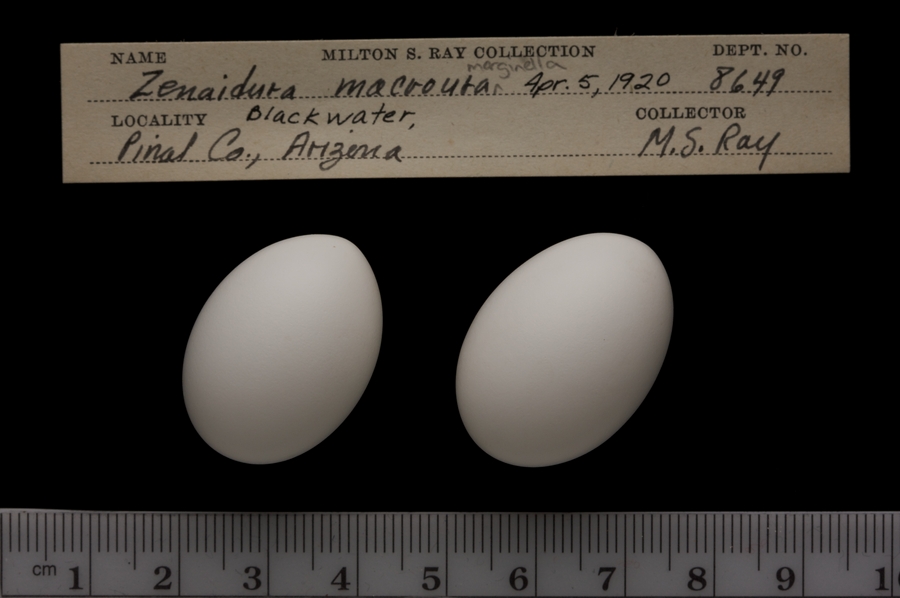 NAME MILTON S. RAY COLLECTION DEPT. NO.
marginella
Zenaidura macroura ^ Apr. 5, 1920 8649
LOCALITY Blackwater, COLLECTOR
Pinal Co., Arizona M.S. Ray
cm 1 2 3 4 5 6 7 8 9 1